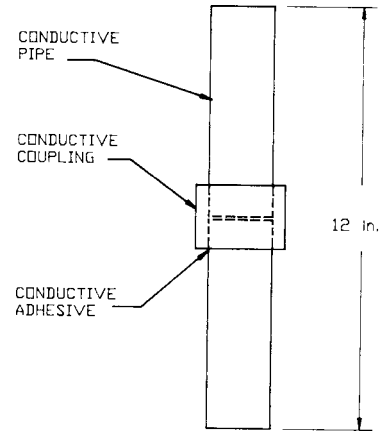 CONDUCTIVE
PIPE
CONDUCTIVE
COUPLING
12 in.
CONDUCTIVE
ADHESIVE